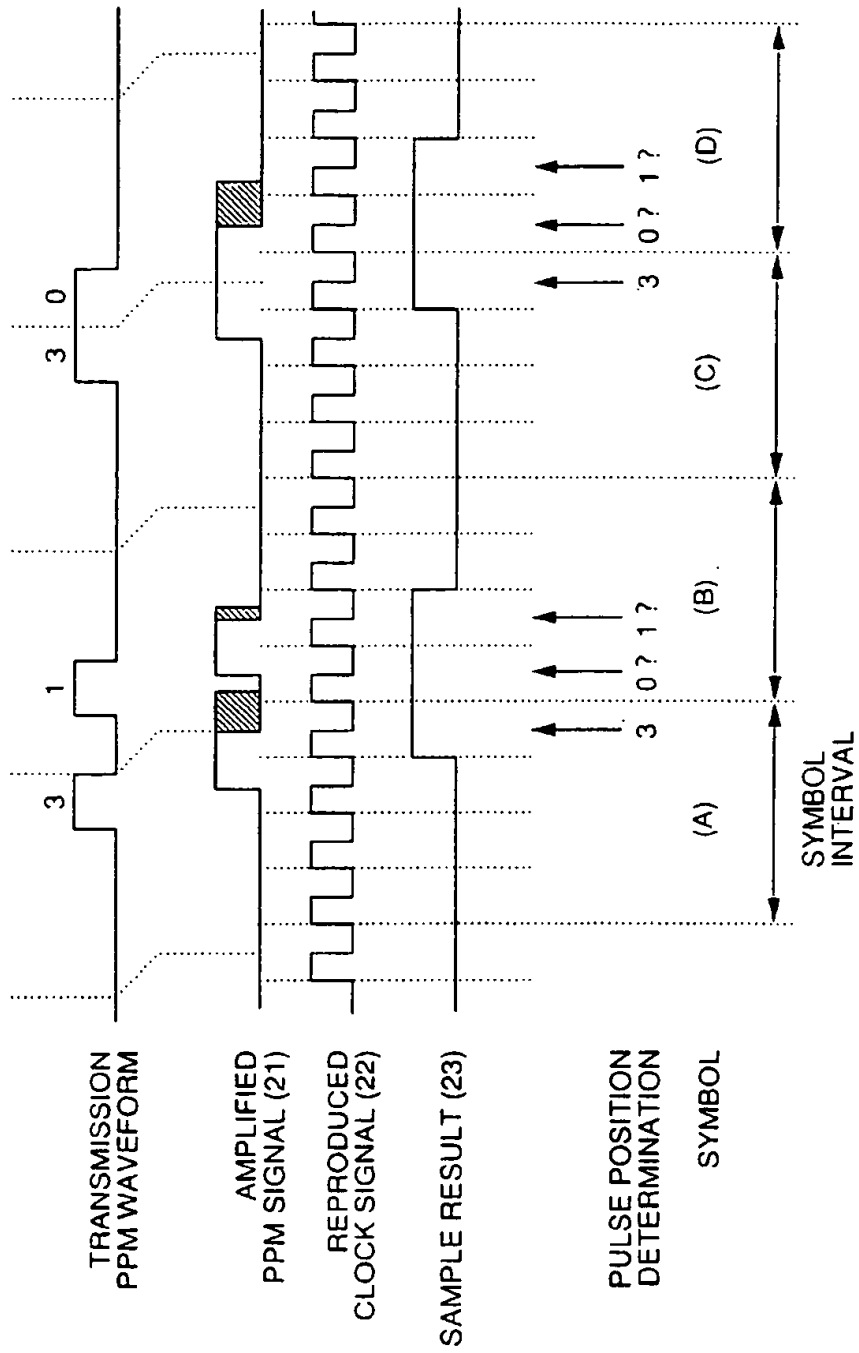 TRANSMISSION
PPM WAVEFORM
3 1 3 0
AMPLIFIED
PPM SIGNAL (21)
REPRODUCED
CLOCK SIGNAL (22)
SAMPLE RESULT (23)
PULSE POSITION
DETERMINATION
3 0? 1? 3 0? 1?
SYMBOL
(A) (B) (C) (D)
SYMBOL
INTERVAL